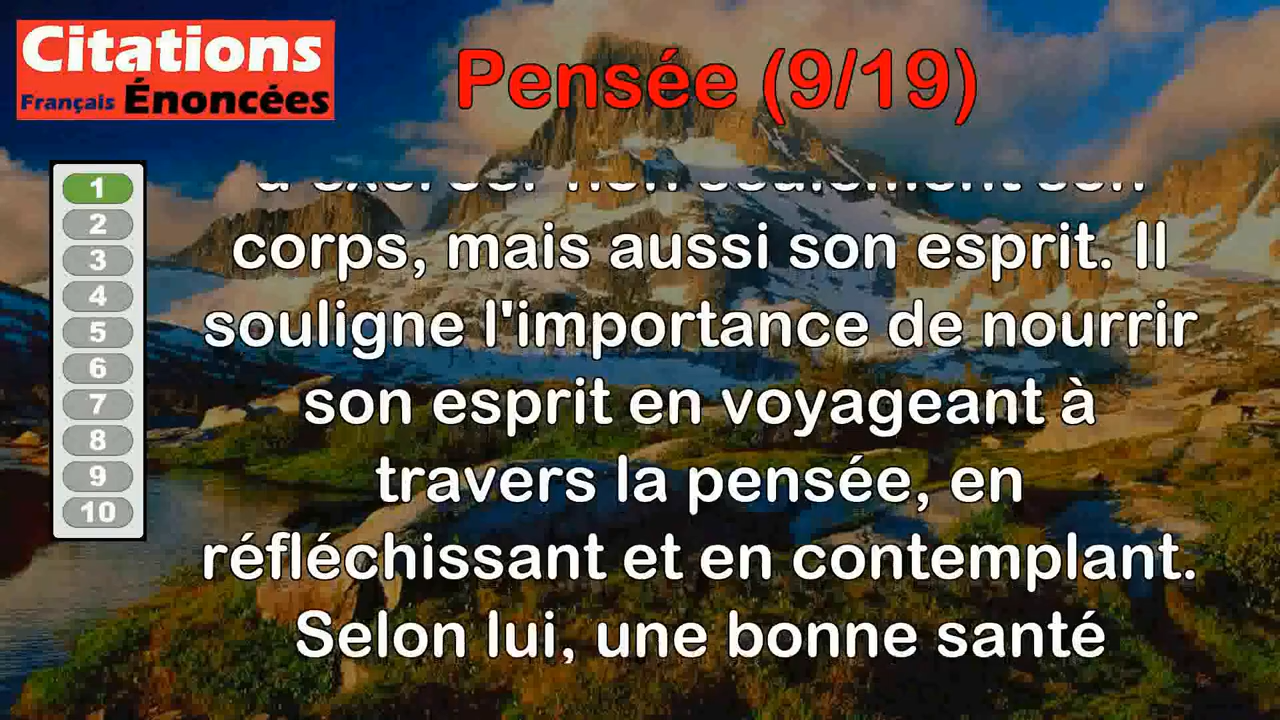 Citations
Français Énoncées
Pensée (9/19)
1
2
3
4
5
6
7
8
9
10
corps, mais aussi son esprit. Il
souligne l'importance de nourrir
son esprit en voyageant à
travers la pensée, en
réfléchissant et en contemplant.
Selon lui, une bonne santé